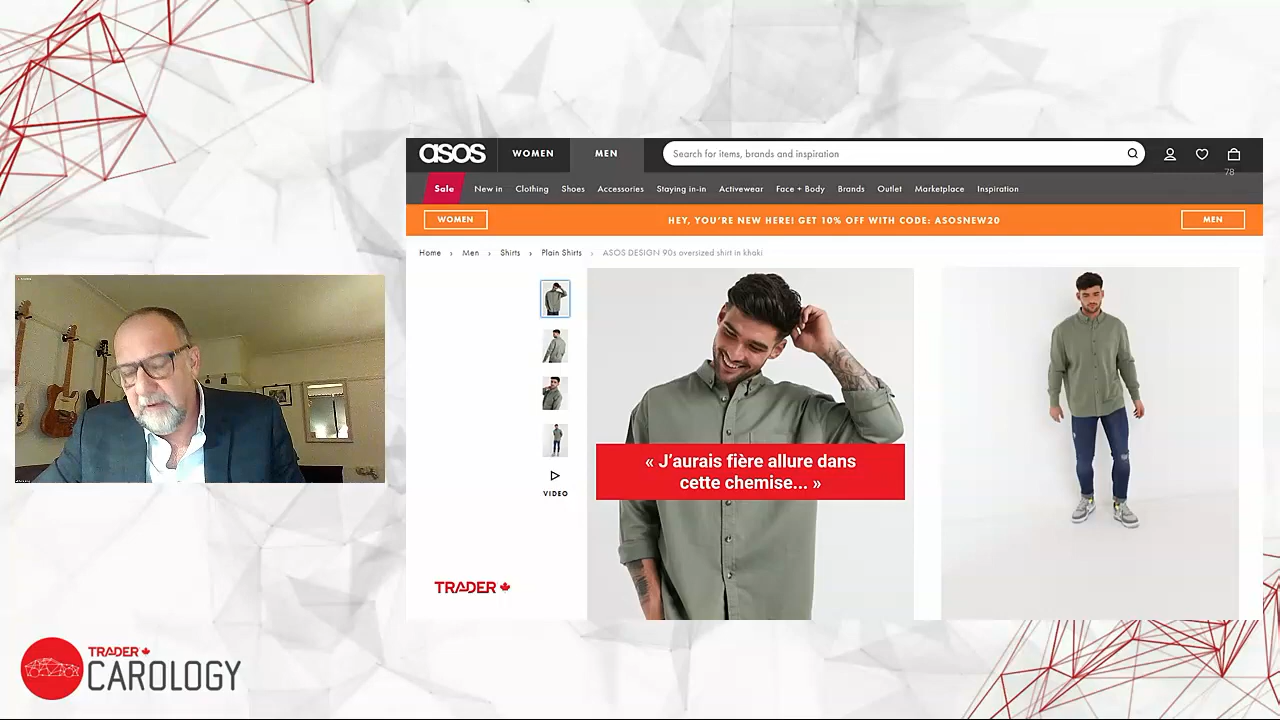 asos
WOMEN
MEN
Search for items, brands and inspiration
78
Sale
New in
Clothing
Shoes
Accessories
Staying in-in
Activewear
Face + Body
Brands
Outlet
Marketplace
Inspiration
WOMEN
HEY, YOU'RE NEW HERE! GET 10% OFF WITH CODE: ASOSNEW20
MEN
Home › Men › Shirts › Plain Shirts › ASOS DESIGN 90s oversized shirt in khaki
« J'aurais fière allure dans
cette chemise... »
VIDEO
TRADER
TRADER
CAROLOGY